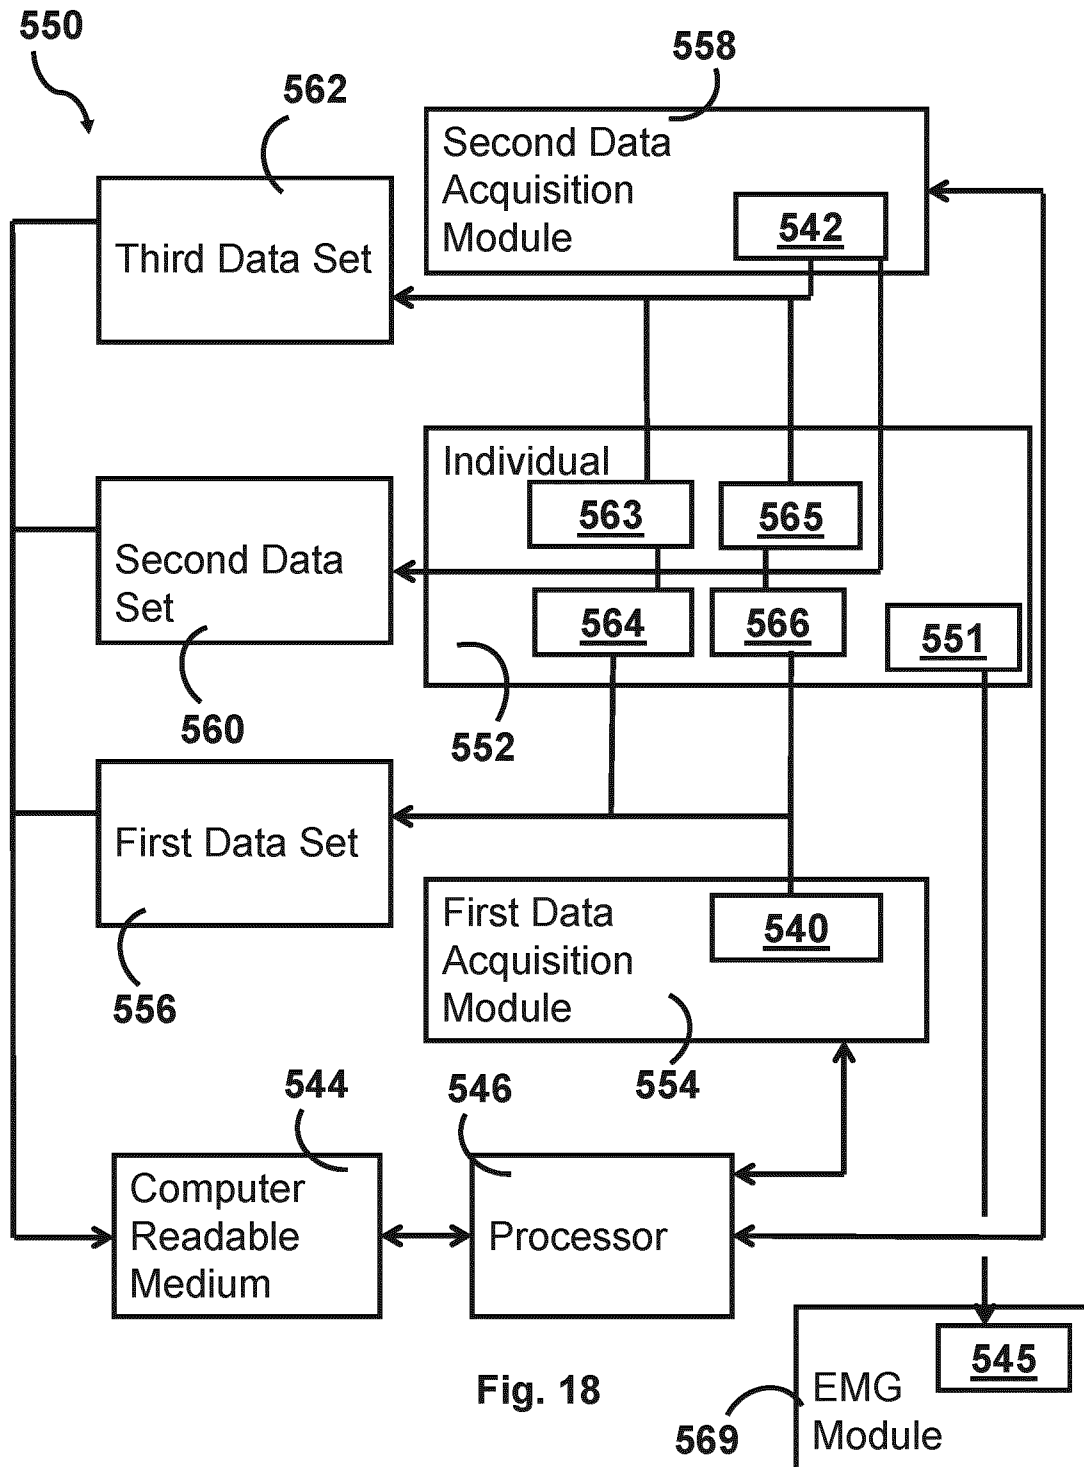 550
562
558
Second Data
Acquisition
Module
542
Third Data Set
Individual
563
565
Second Data
Set
564
566
551
560
552
First Data Set
First Data
Acquisition
Module
540
556
554
544
546
Computer
Readable
Medium
Processor
545
Fig. 18
EMG
Module
569